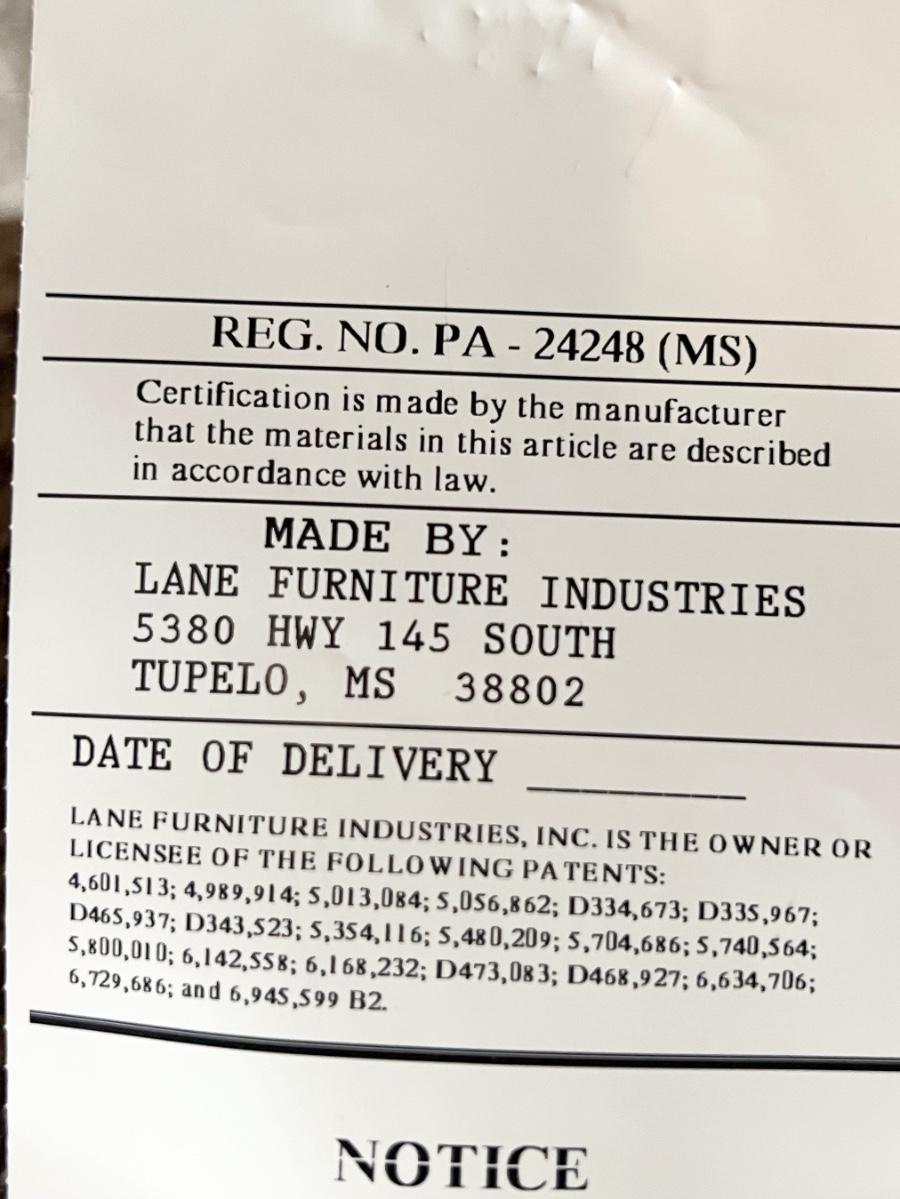 REG. NO. PA - 24248 (MS)
Certification is made by the manufacturer
that the materials in this article are described
in accordance with law.
MADE BY:
LANE FURNITURE INDUSTRIES
5380 HWY 145 SOUTH
TUPELO, MS 38802
DATE OF DELIVERY ____________
LANE FURNITURE INDUSTRIES, INC. IS THE OWNER OR
LICENSEE OF THE FOLLOWING PATENTS:
4,601,513; 4,989,914; 5,013,084; 5,056,862; D334,673; D335,967;
D465,937; D343,523; 5,354,116; 5,480,209; 5,704,686; 5,740,564;
5,800,010; 6,142,558; 6,168,232; D473,083; D468,927; 6,634,706;
6,729,686; and 6,945,599 B2.
NOTICE